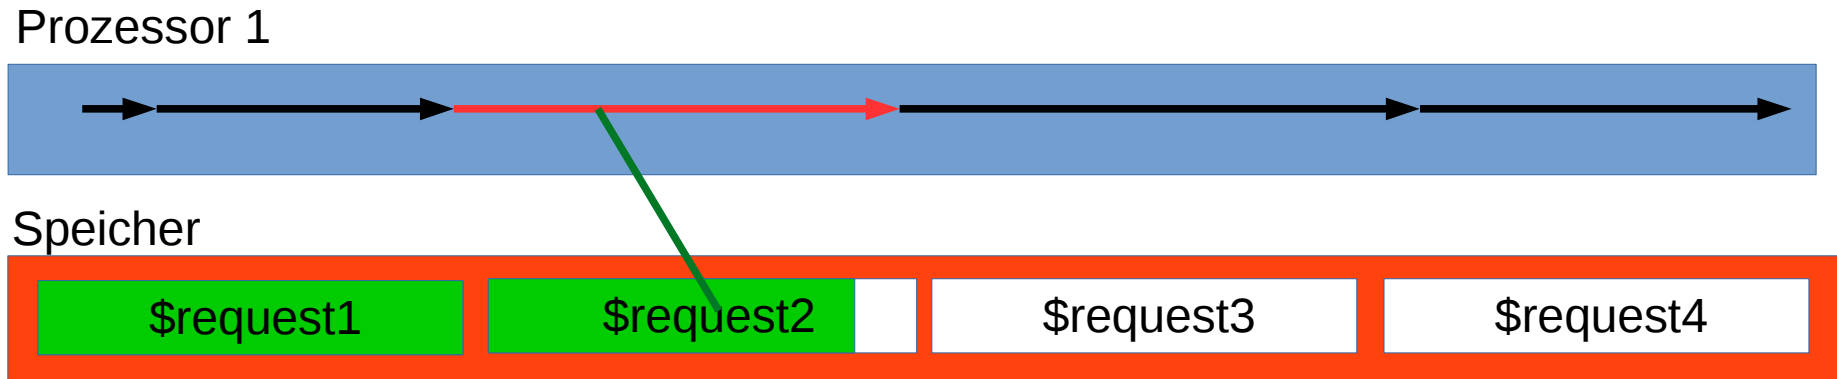 Prozessor 1
Speicher
$request1
$request2
$request3
$request4